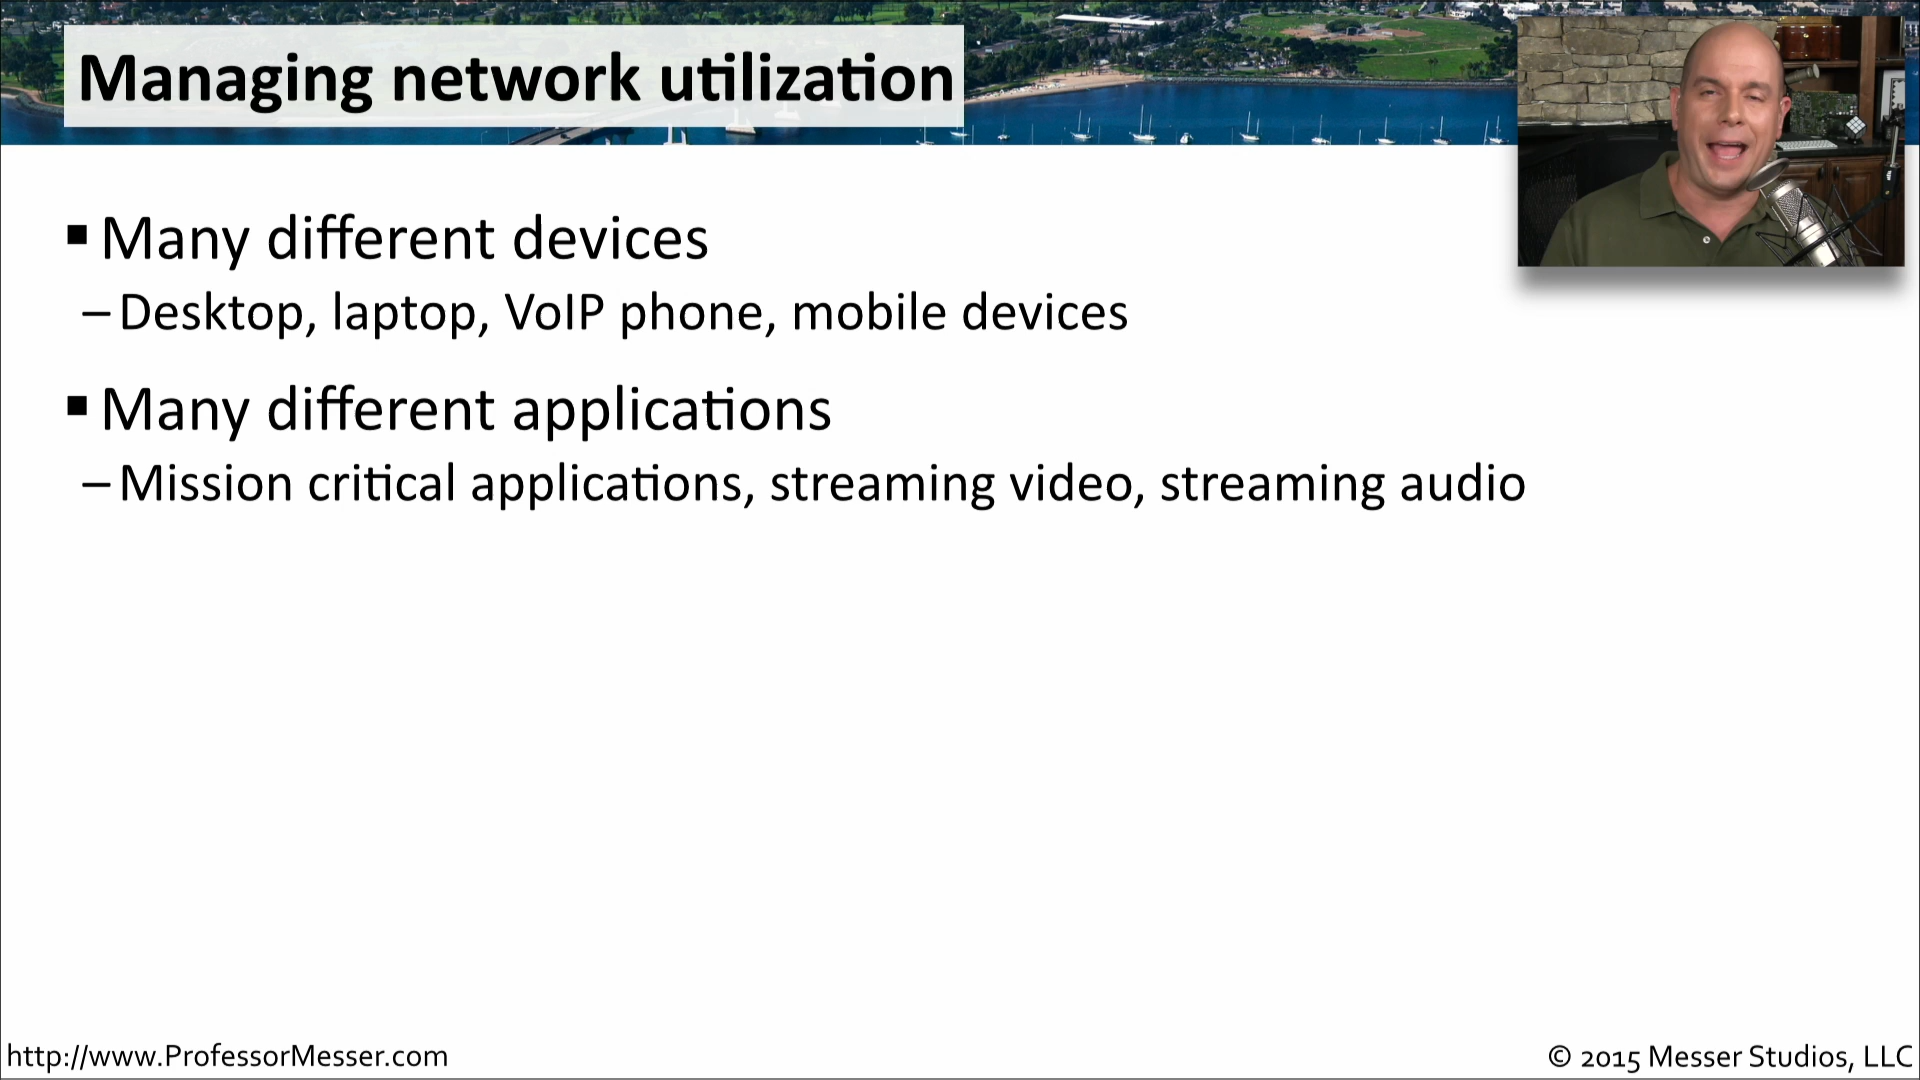 Managing network utilization
▪ Many different devices
– Desktop, laptop, VoIP phone, mobile devices
▪ Many different applications
– Mission critical applications, streaming video, streaming audio
http://www.ProfessorMesser.com
© 2015 Messer Studios, LLC